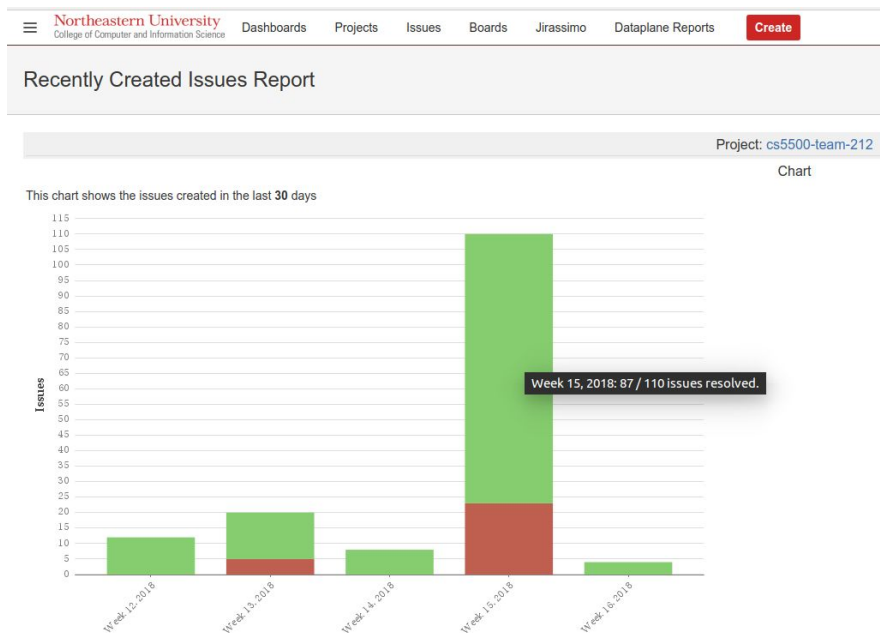 Northeastern University
College of Computer and Information Science
Dashboards Projects Issues Boards Jirassimo Dataplane Reports Create
Recently Created Issues Report
Project: cs5500-team-212
Chart
This chart shows the issues created in the last 30 days
115
110
105
100
95
90
85
80
75
70
65
60
55
50
45
40
35
30
25
20
15
10
5
0
Issues
Week 15, 2018: 87 / 110 issues resolved.
Week 12, 2018
Week 13, 2018
Week 14, 2018
Week 15, 2018
Week 16, 2018